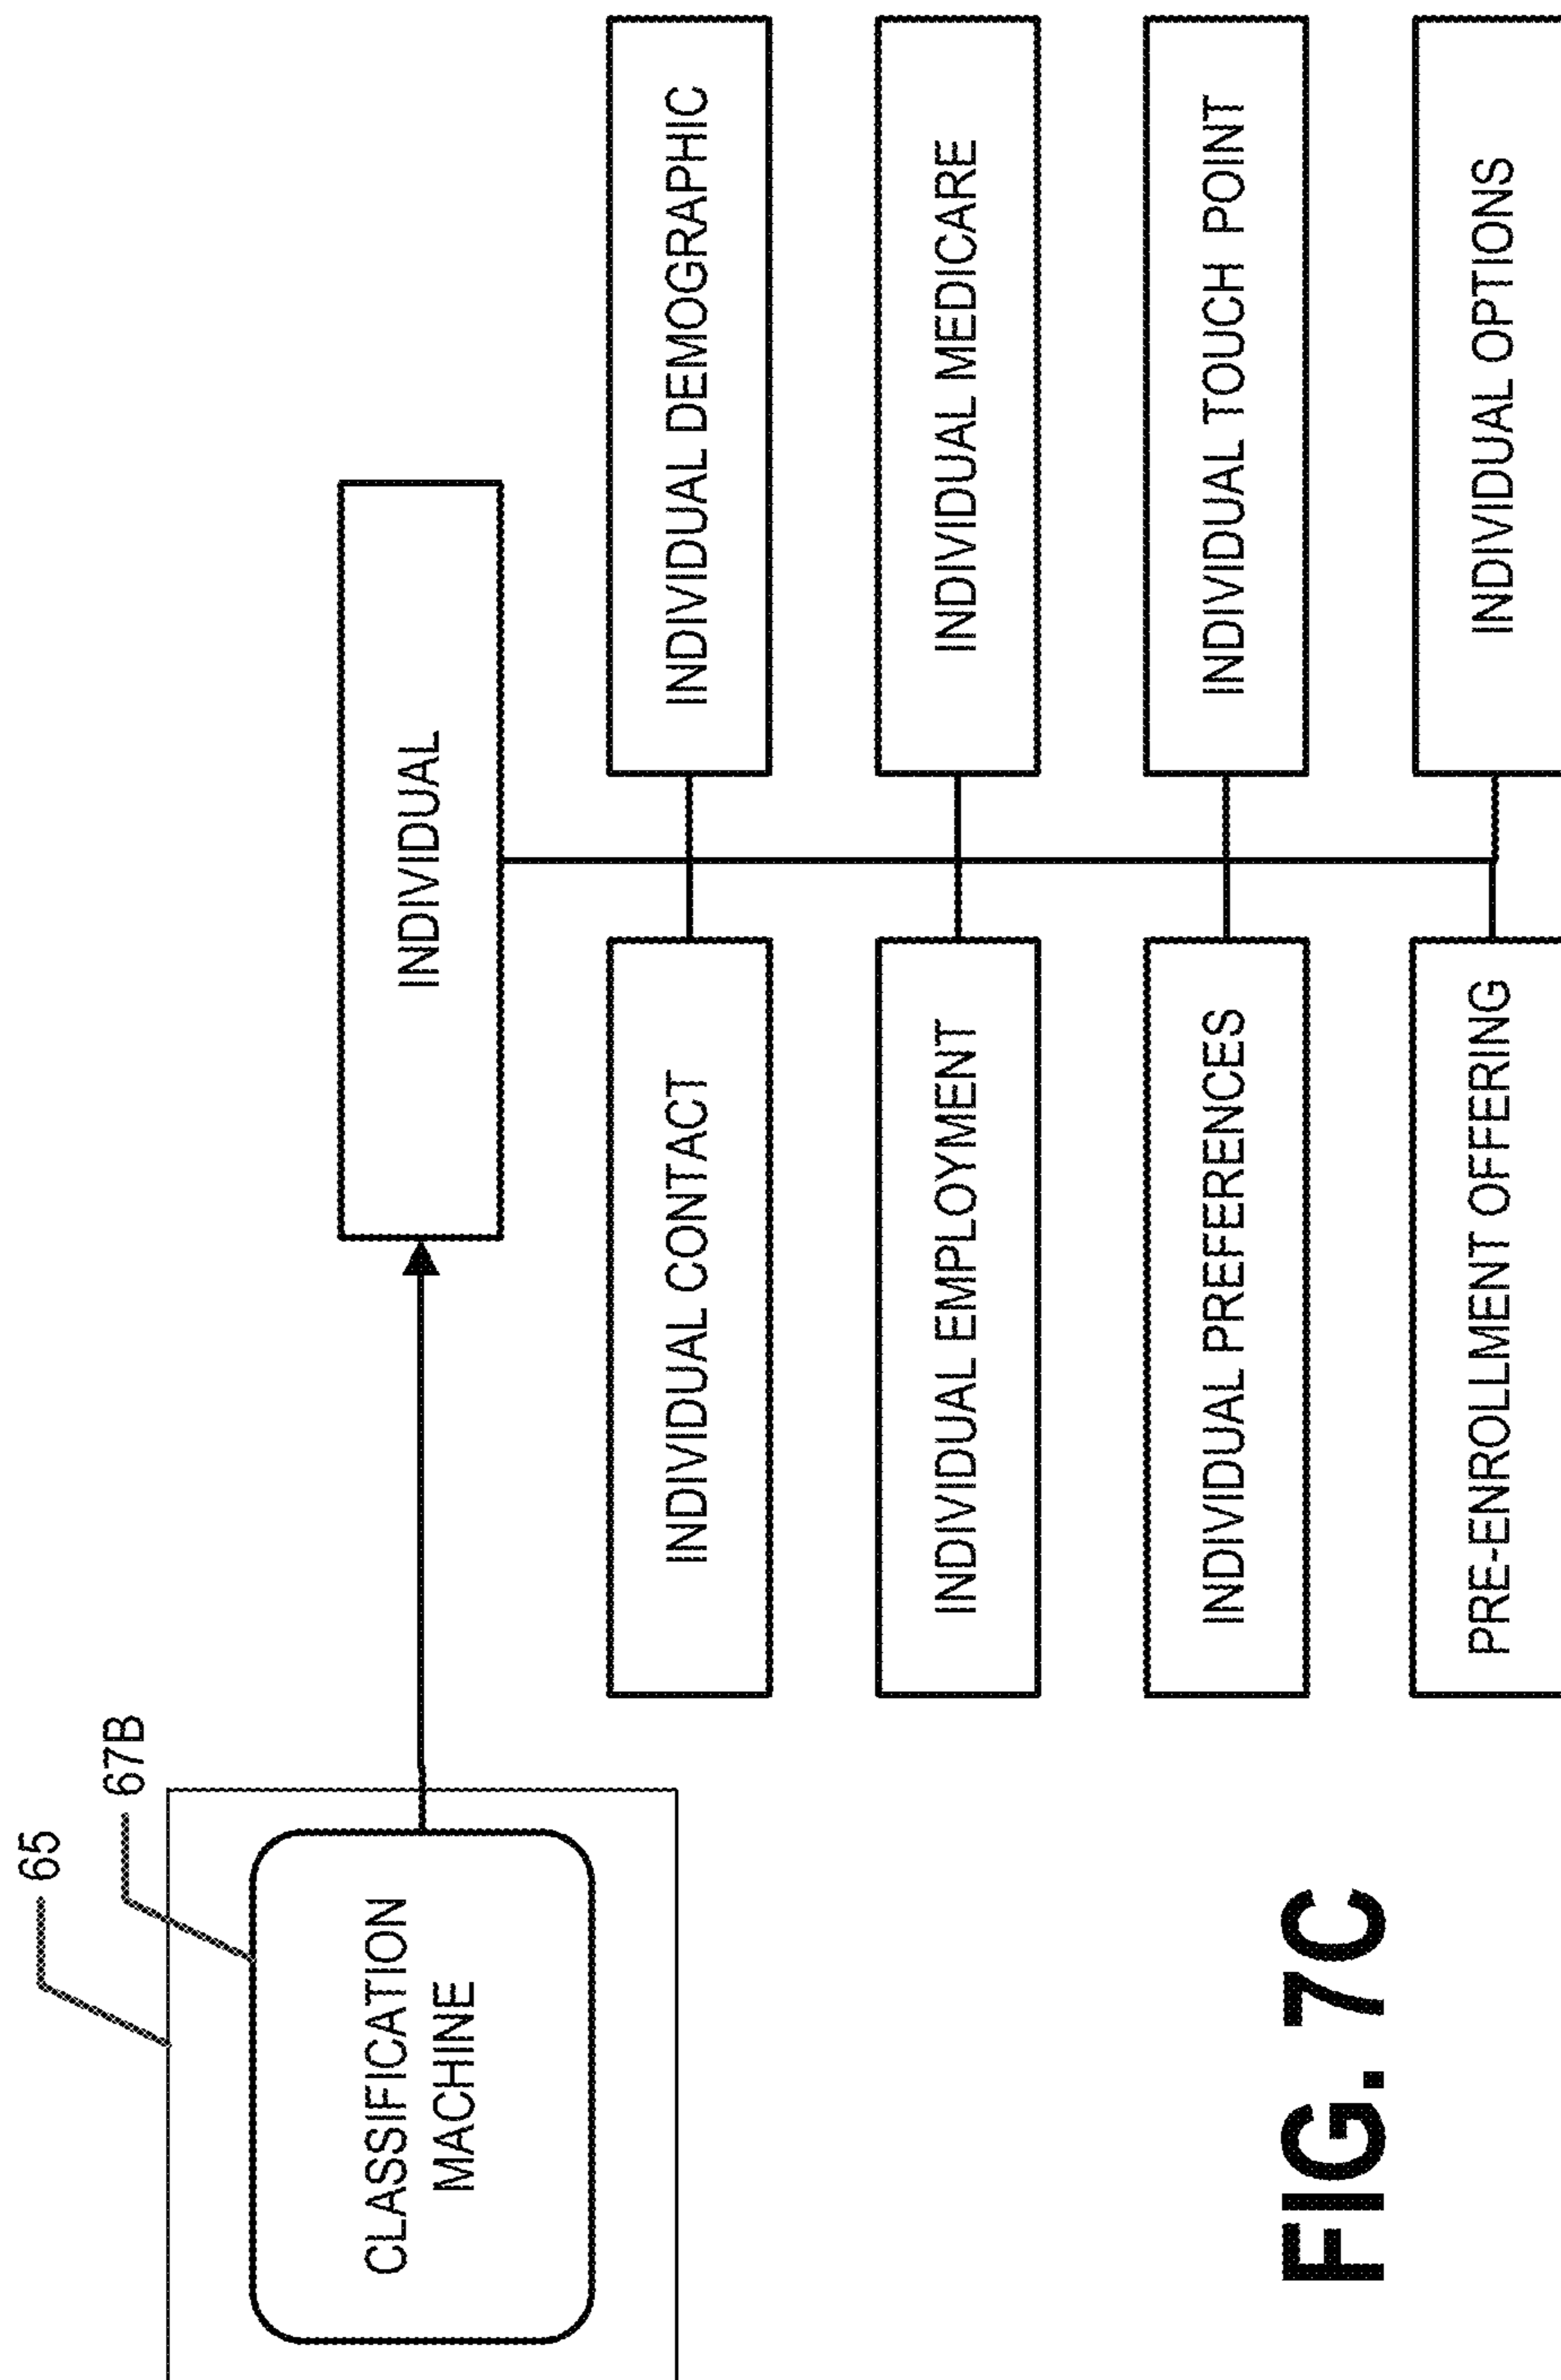 65
67B
CLASSIFICATION
MACHINE
INDIVIDUAL
INDIVIDUAL CONTACT
INDIVIDUAL DEMOGRAPHIC
INDIVIDUAL EMPLOYMENT
INDIVIDUAL MEDICARE
INDIVIDUAL PREFERENCES
INDIVIDUAL TOUCH POINT
PRE-ENROLLMENT OFFERING
INDIVIDUAL OPTIONS
FIG. 7C